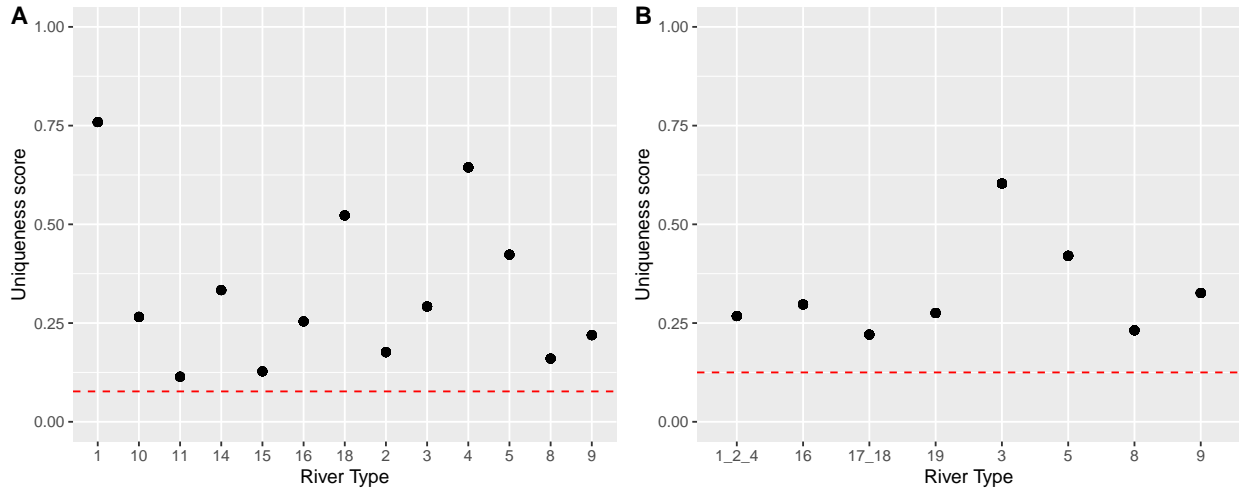 A
1.00
0.75
0.50
0.25
0.00
Uniqueness score
1 10 11 14 15 16 18 2 3 4 5 8 9
River Type
B
1.00
0.75
0.50
0.25
0.00
Uniqueness score
1_2_4 16 17_18 19 3 5 8 9
River Type